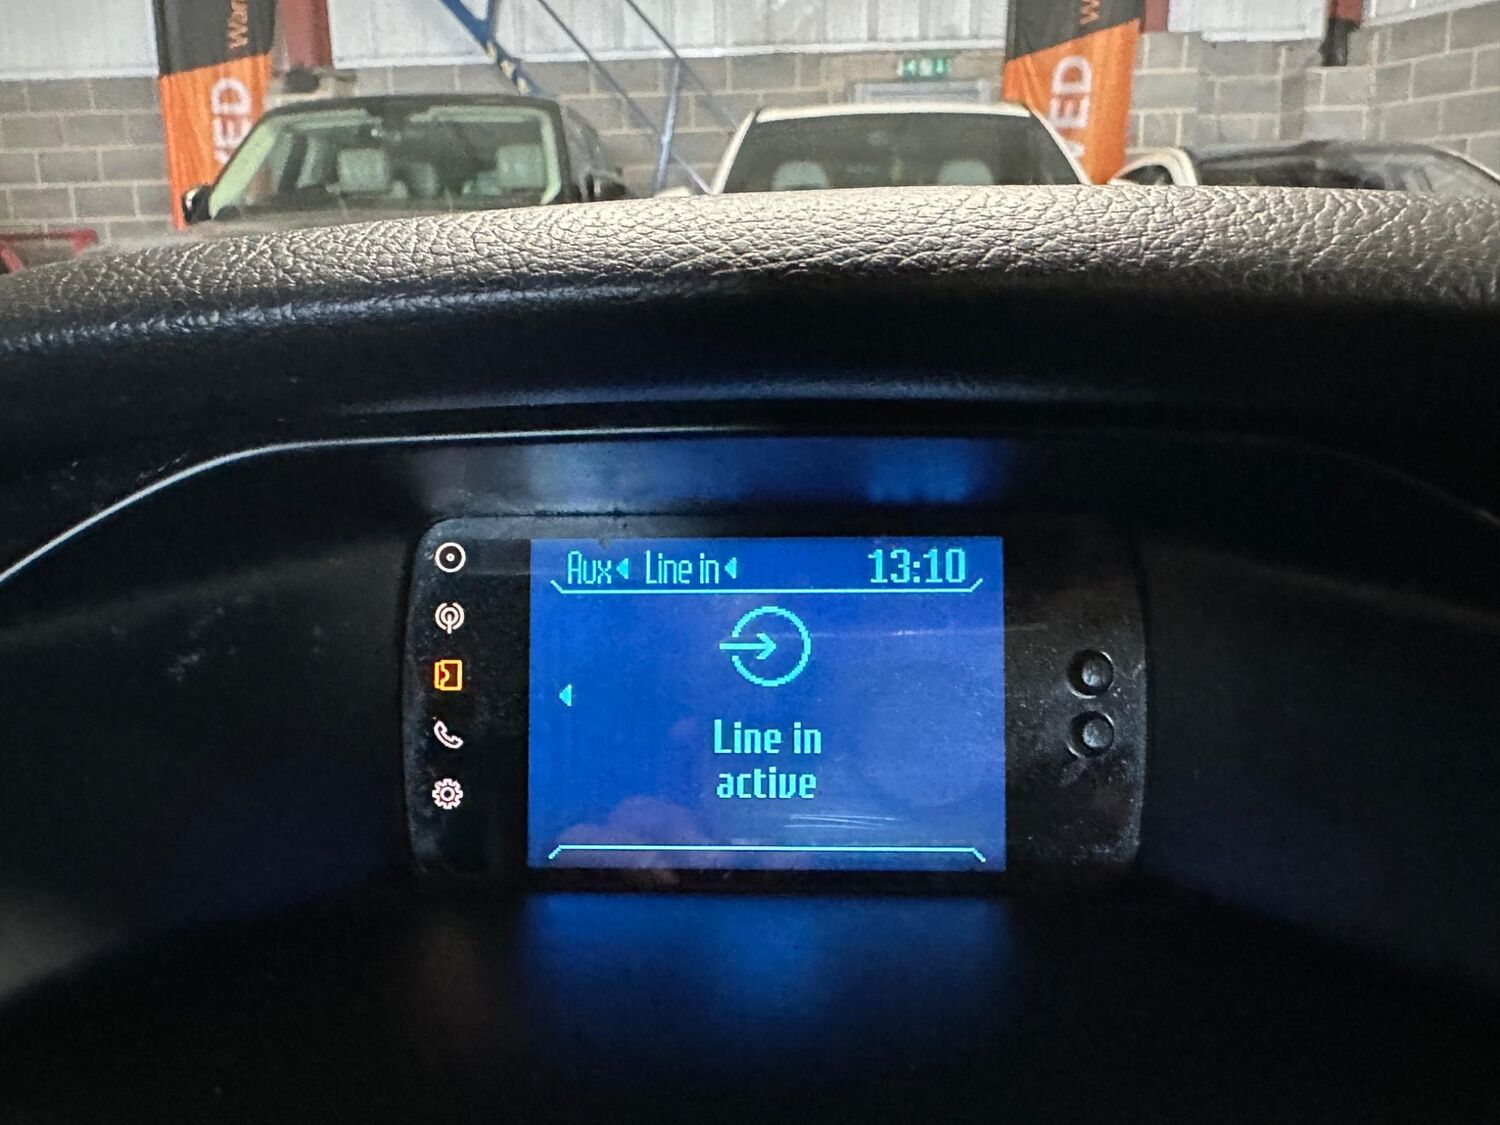 Aux Line in 13:10
Line in
active